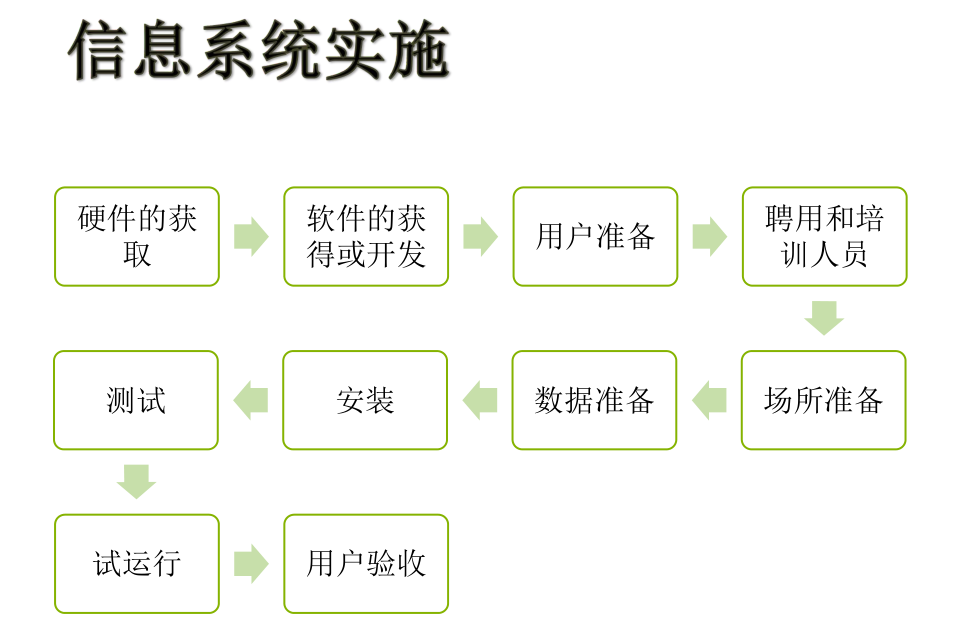 信息系统实施
硬件的获
取
软件的获
得或开发
用户准备
聘用和培
训人员
场所准备
数据准备
安装
测试
试运行
用户验收